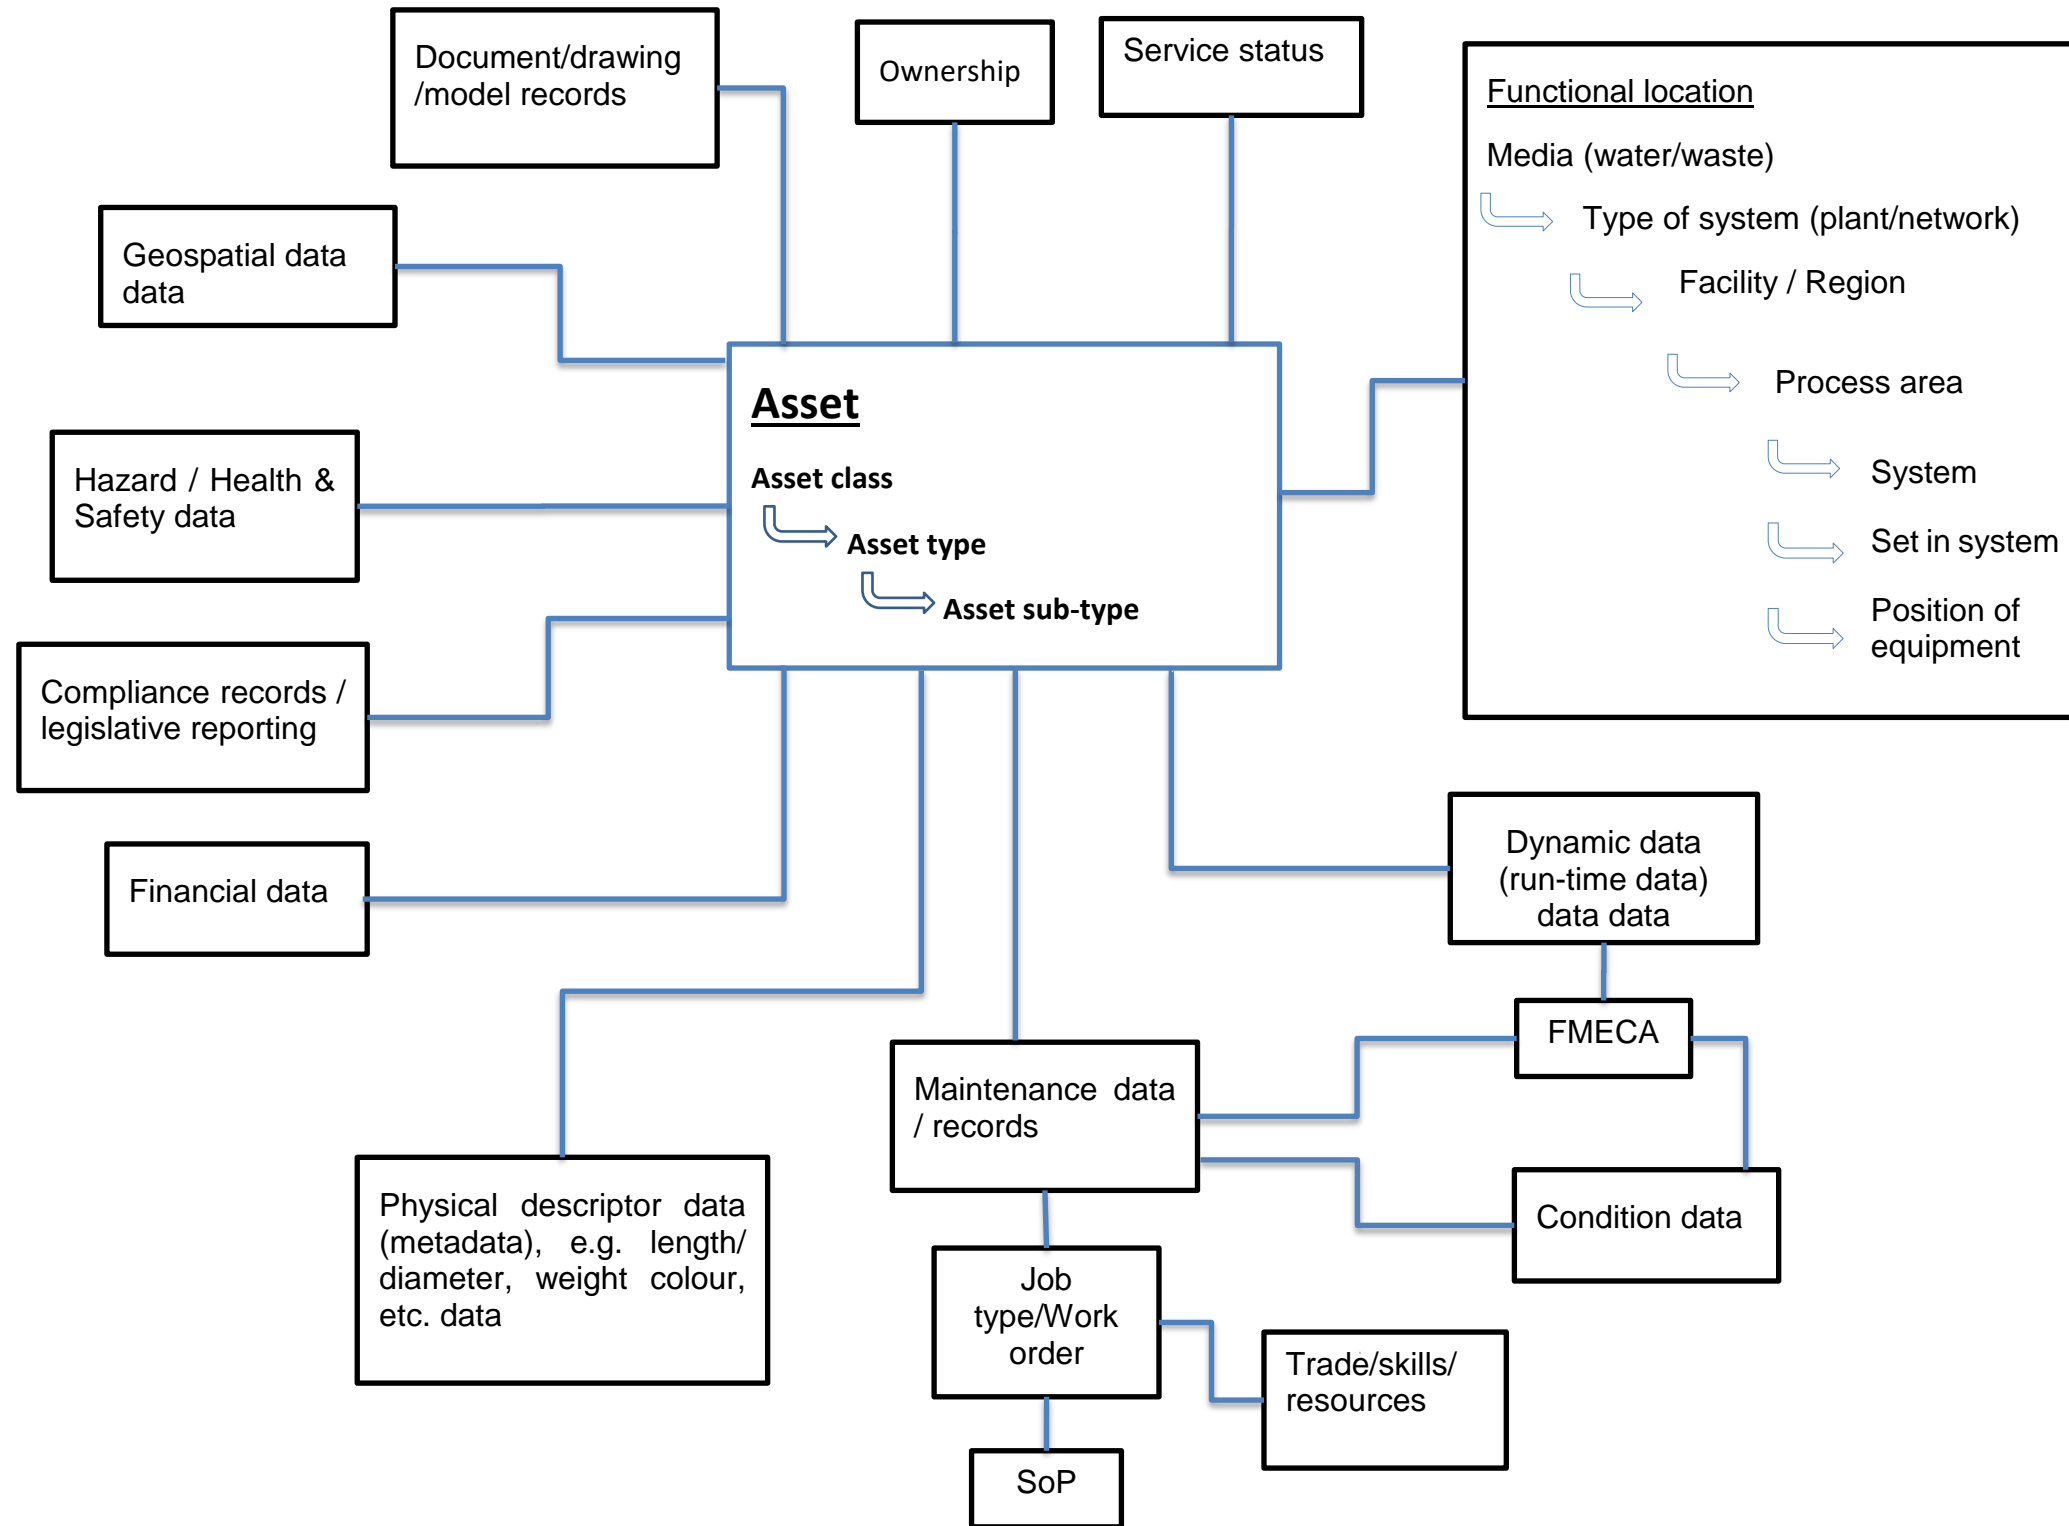 Document/drawing
/model records
Ownership
Service status
Functional location
Media (water/waste)
Type of system (plant/network)
Facility / Region
Process area
System
Set in system
Position of
equipment
Geospatial data
data
Asset
Asset class
Asset type
Asset sub-type
Hazard / Health &
Safety data
Compliance records /
legislative reporting
Financial data
Dynamic data
(run-time data)
data data
FMECA
Maintenance data
/ records
Condition data
Physical descriptor data
(metadata), e.g. length/
diameter, weight colour,
etc. data
Job
type/Work
order
Trade/skills/
resources
SoP